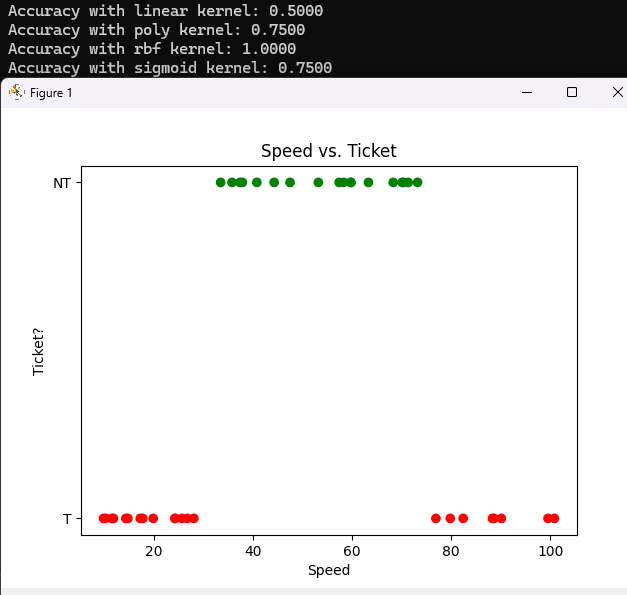 Accuracy with linear kernel: 0.5000
Accuracy with poly kernel: 0.7500
Accuracy with rbf kernel: 1.0000
Accuracy with sigmoid kernel: 0.7500
Figure 1
Speed vs. Ticket
NT
Ticket?
T
20 40 60 80 100
Speed